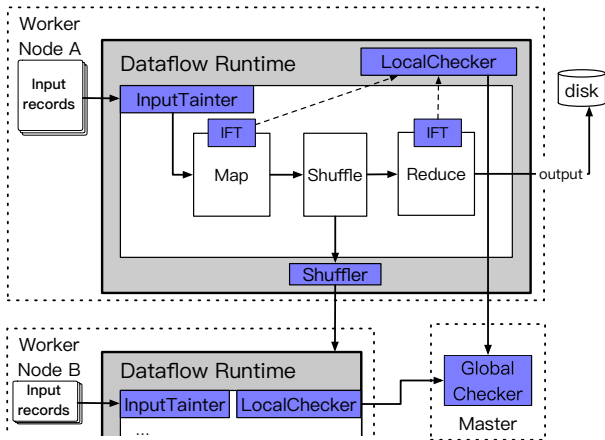 Worker
Node A
Input
records
Dataflow Runtime
LocalChecker
InputTainter
IFT
IFT
Map
Shuffle
Reduce
output
disk
Shuffler
Worker
Node B
Input
records
Dataflow Runtime
InputTainter
LocalChecker
...
Global
Checker
Master